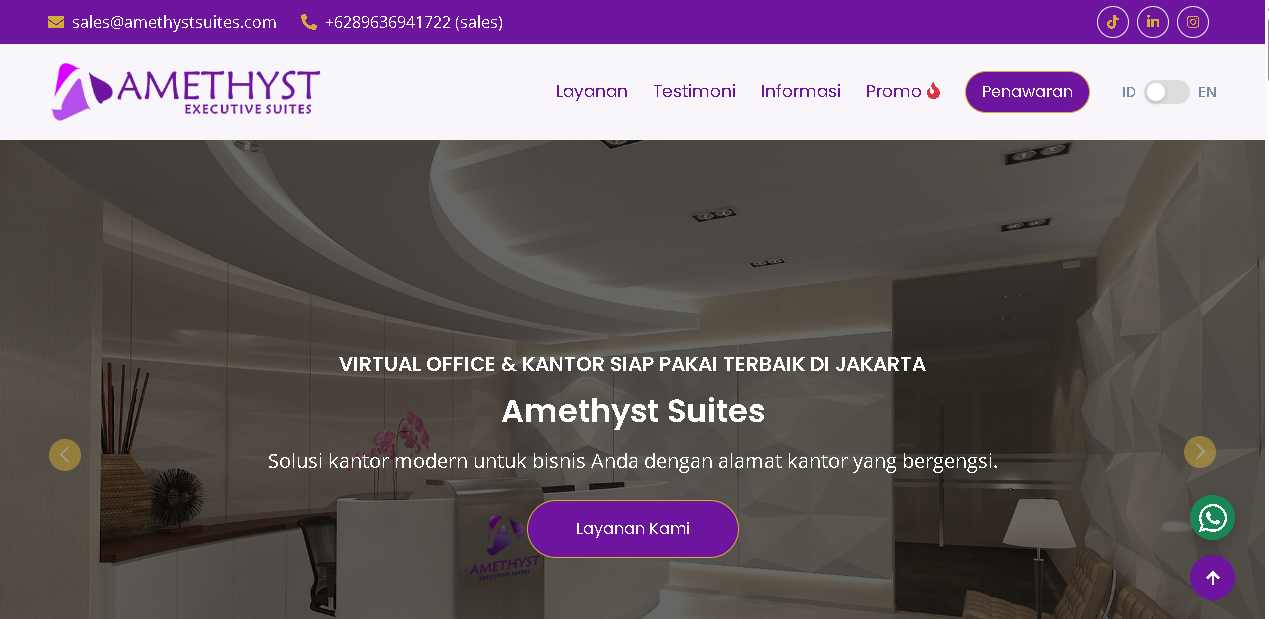 sales@amethystsuites.com +6289636941722 (sales)
AMETHYST
EXECUTIVE SUITES
Layanan Testimoni Informasi Promo Penawaran ID EN
VIRTUAL OFFICE & KANTOR SIAP PAKAI TERBAIK DI JAKARTA
Amethyst Suites
Solusi kantor modern untuk bisnis Anda dengan alamat kantor yang bergengsi.
Layanan Kami
AMETHYST
EXECUTIVE SUITES